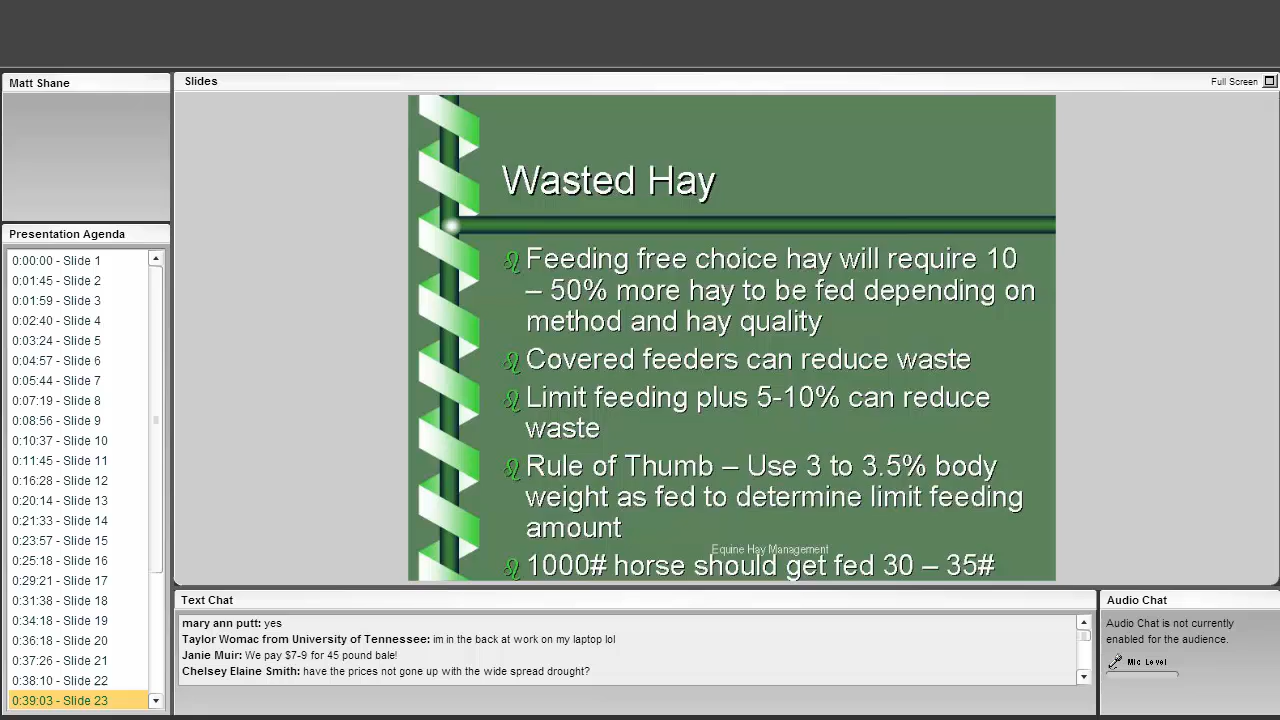 Matt Shane
Presentation Agenda
0:00:00 - Slide 1
0:01:45 - Slide 2
0:01:59 - Slide 3
0:02:40 - Slide 4
0:03:24 - Slide 5
0:04:57 - Slide 6
0:05:44 - Slide 7
0:07:19 - Slide 8
0:08:56 - Slide 9
0:10:37 - Slide 10
0:11:45 - Slide 11
0:16:28 - Slide 12
0:20:14 - Slide 13
0:21:33 - Slide 14
0:23:57 - Slide 15
0:25:18 - Slide 16
0:29:21 - Slide 17
0:31:38 - Slide 18
0:34:18 - Slide 19
0:36:18 - Slide 20
0:37:26 - Slide 21
0:38:10 - Slide 22
0:39:03 - Slide 23
Slides
Full Screen
Wasted Hay
Feeding free choice hay will require 10
– 50% more hay to be fed depending on
method and hay quality
Covered feeders can reduce waste
Limit feeding plus 5-10% can reduce
waste
Rule of Thumb – Use 3 to 3.5% body
weight as fed to determine limit feeding
amount
Equine Hay Management
1000# horse should get fed 30 – 35#
Text Chat
mary ann putt: yes
Taylor Womac from University of Tennessee: im in the back at work on my laptop lol
Janie Muir: We pay $7-9 for 45 pound bale!
Chelsey Elaine Smith: have the prices not gone up with the wide spread drought?
Audio Chat
Audio Chat is not currently
enabled for the audience.
Mic Level